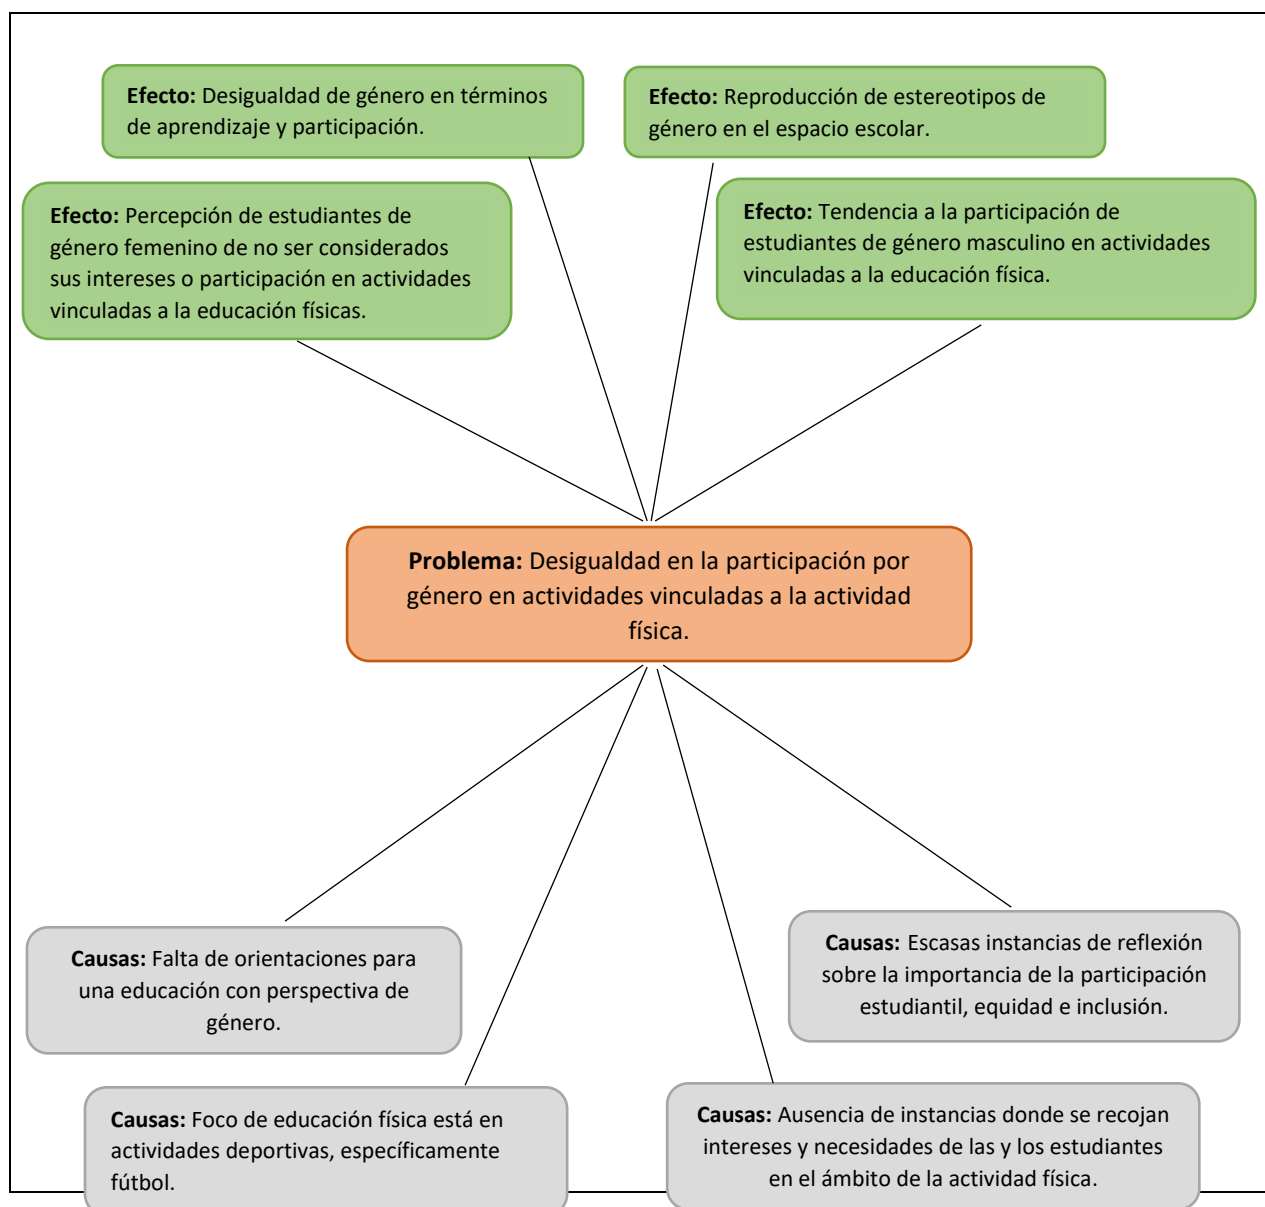 Efecto: Desigualdad de género en términos
de aprendizaje y participación.
Efecto: Reproducción de estereotipos de
género en el espacio escolar.
Efecto: Percepción de estudiantes de
género femenino de no ser considerados
sus intereses o participación en actividades
vinculadas a la educación físicas.
Efecto: Tendencia a la participación de
estudiantes de género masculino en actividades
vinculadas a la educación física.
Problema: Desigualdad en la participación por
género en actividades vinculadas a la actividad
física.
Causas: Falta de orientaciones para
una educación con perspectiva de
género.
Causas: Escasas instancias de reflexión
sobre la importancia de la participación
estudiantil, equidad e inclusión.
Causas: Foco de educación física está en
actividades deportivas, específicamente
fútbol.
Causas: Ausencia de instancias donde se recojan
intereses y necesidades de las y los estudiantes
en el ámbito de la actividad física.